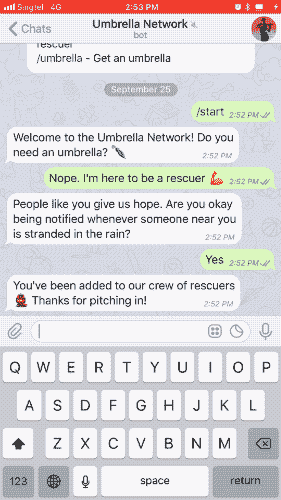 Singtel 4G 2:53 PM
Chats
Umbrella Network
bot
rescuer
/umbrella - Get an umbrella
September 25
/start 2:52 PM
Welcome to the Umbrella Network! Do you
need an umbrella?
2:52 PM
Nope. I'm here to be a rescuer 2:52 PM
People like you give us hope. Are you okay
being notified whenever someone near you
is stranded in the rain?
2:52 PM
Yes 2:52 PM
You've been added to our crew of rescuers
Thanks for pitching in!
2:52 PM
Q W E R T Y U I O P
A S D F G H J K L
Z X C V B N M
123 space return